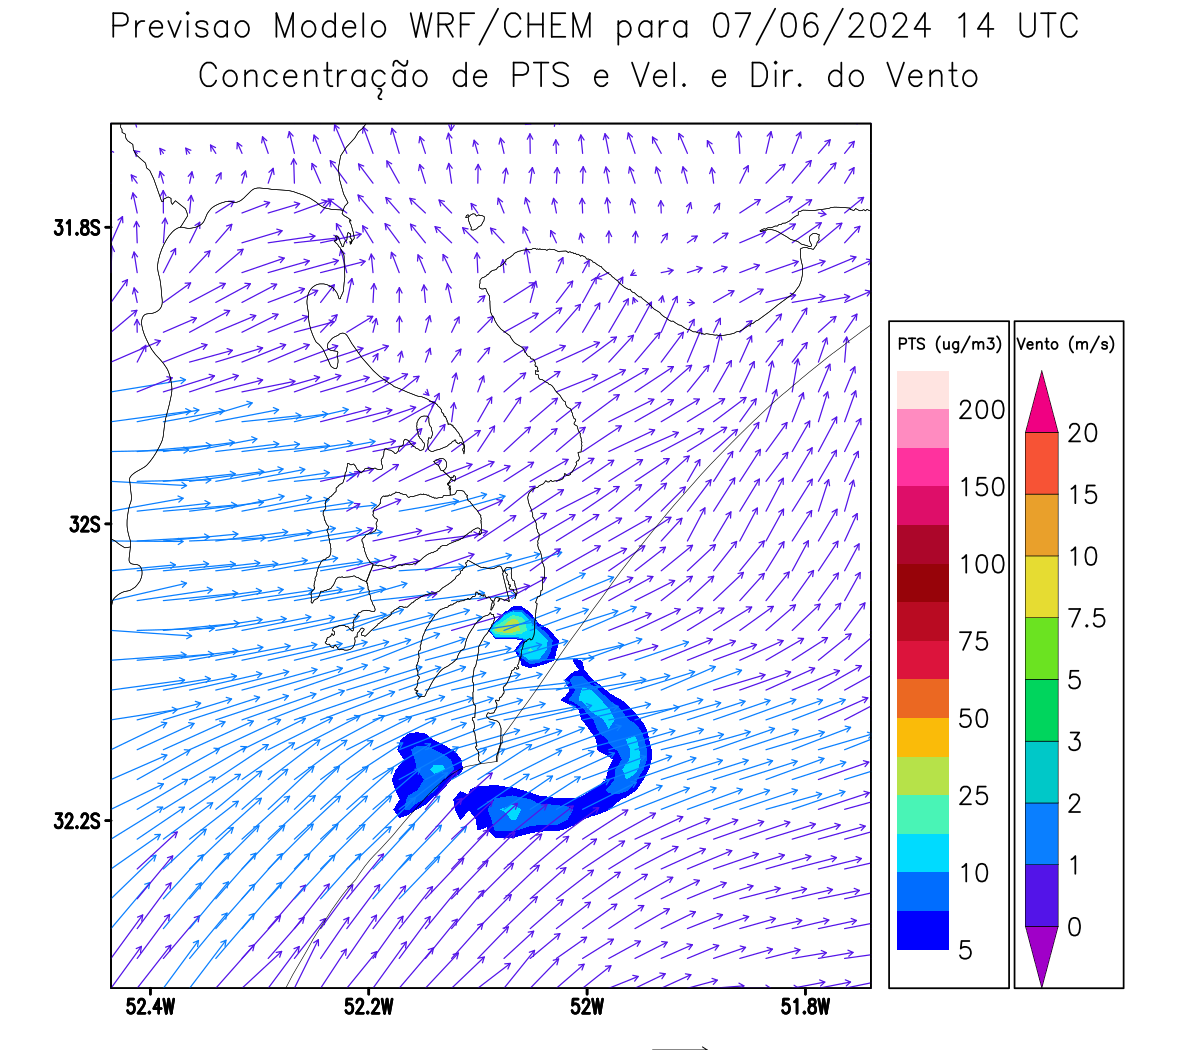 Previsao Modelo WRF/CHEM para 07/06/2024 14 UTC
Concentração de PTS e Vel. e Dir. do Vento
31.8S
32S
32.2S
52.4W
52.2W
52W
51.8W
PTS (ug/m3)
200
150
100
75
50
25
10
5
Vento (m/s)
20
15
10
7.5
5
3
2
1
0